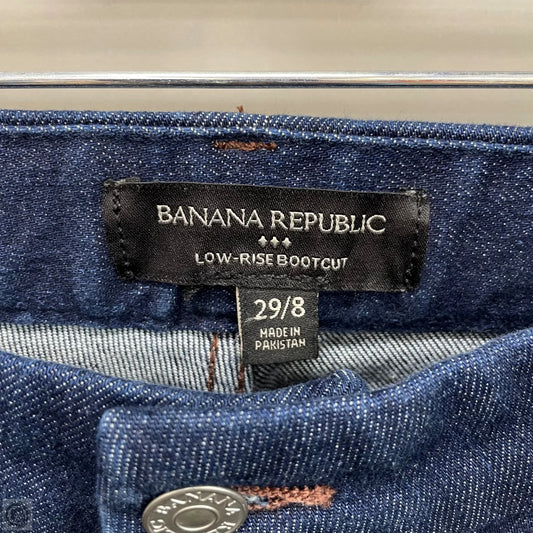 BANANA REPUBLIC
LOW-RISE BOOTCUT
29/8
MADE IN
PAKISTAN
BANANA